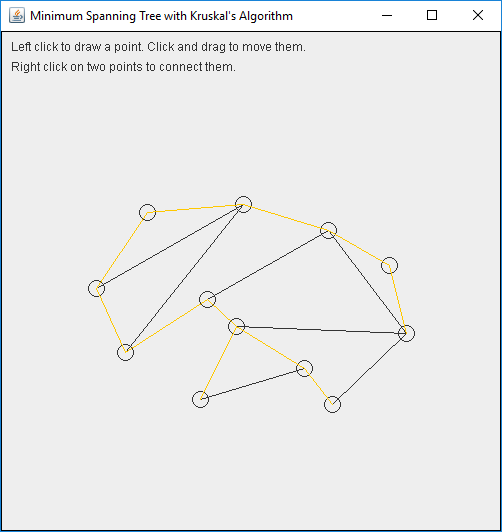 Minimum Spanning Tree with Kruskal's Algorithm
Left click to draw a point. Click and drag to move them.
Right click on two points to connect them.